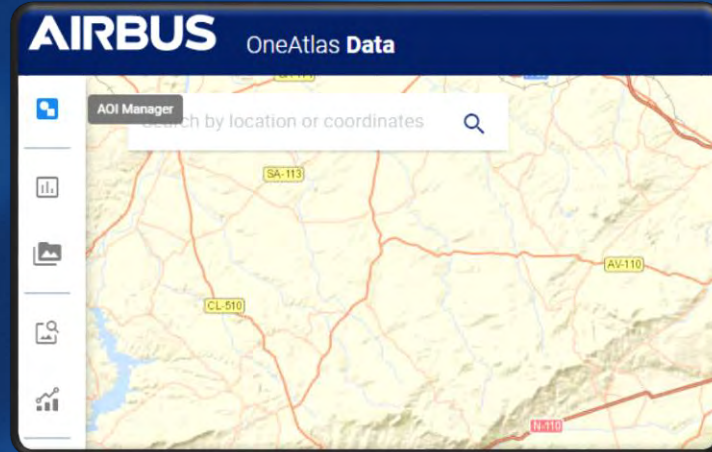 AIRBUS OneAtlas Data
AOI Manager
Search by location or coordinates
SA-113
AV-110
CL-510
N-110